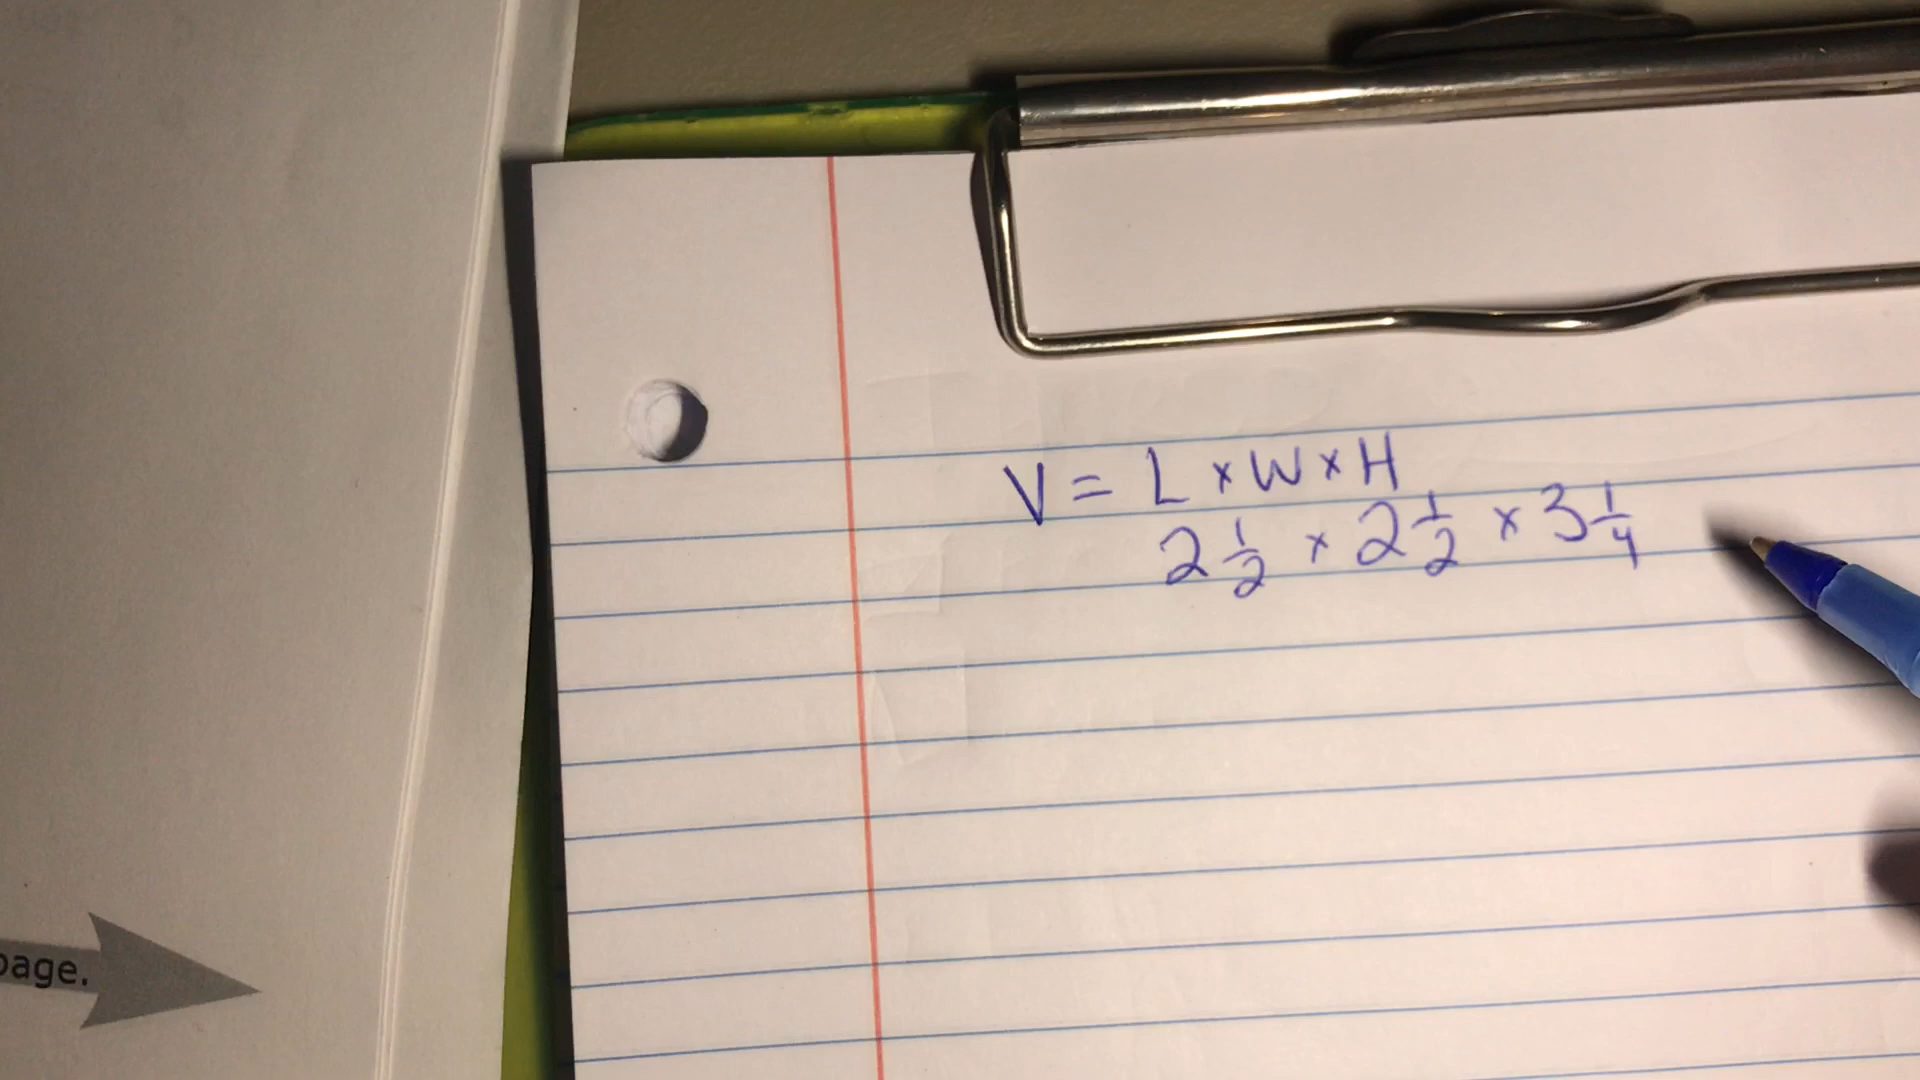 V = L × W × H
2 1/2 × 2 1/2 × 3 1/4
page.